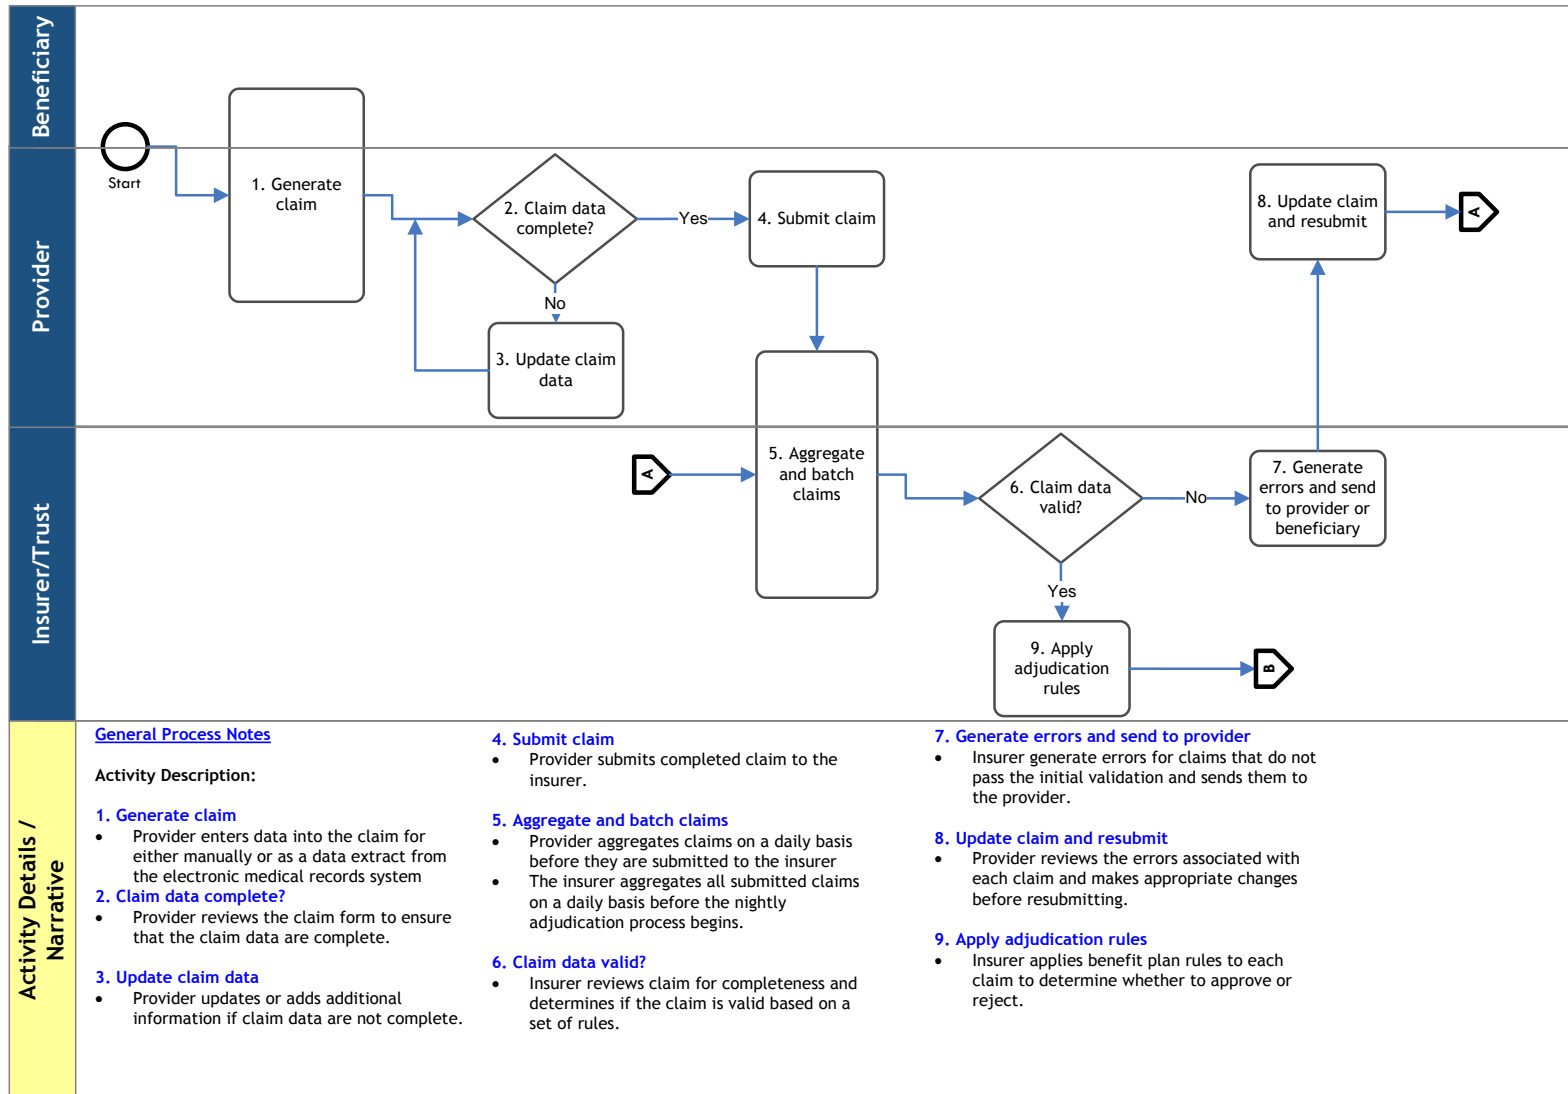 Beneficiary
Start
1. Generate
claim
2. Claim data
complete?
Yes
4. Submit claim
No
3. Update claim
data
8. Update claim
and resubmit
A
Provider
A
5. Aggregate
and batch
claims
6. Claim data
valid?
No
7. Generate
errors and send
to provider or
beneficiary
Yes
9. Apply
adjudication
rules
B
Insurer/Trust
Activity Details /
Narrative
General Process Notes
Activity Description:
1. Generate claim
• Provider enters data into the claim for
either manually or as a data extract from
the electronic medical records system
2. Claim data complete?
• Provider reviews the claim form to ensure
that the claim data are complete.
3. Update claim data
• Provider updates or adds additional
information if claim data are not complete.
4. Submit claim
• Provider submits completed claim to the
insurer.
5. Aggregate and batch claims
• Provider aggregates claims on a daily basis
before they are submitted to the insurer
• The insurer aggregates all submitted claims
on a daily basis before the nightly
adjudication process begins.
6. Claim data valid?
• Insurer reviews claim for completeness and
determines if the claim is valid based on a
set of rules.
7. Generate errors and send to provider
• Insurer generate errors for claims that do not
pass the initial validation and sends them to
the provider.
8. Update claim and resubmit
• Provider reviews the errors associated with
each claim and makes appropriate changes
before resubmitting.
9. Apply adjudication rules
• Insurer applies benefit plan rules to each
claim to determine whether to approve or
reject.